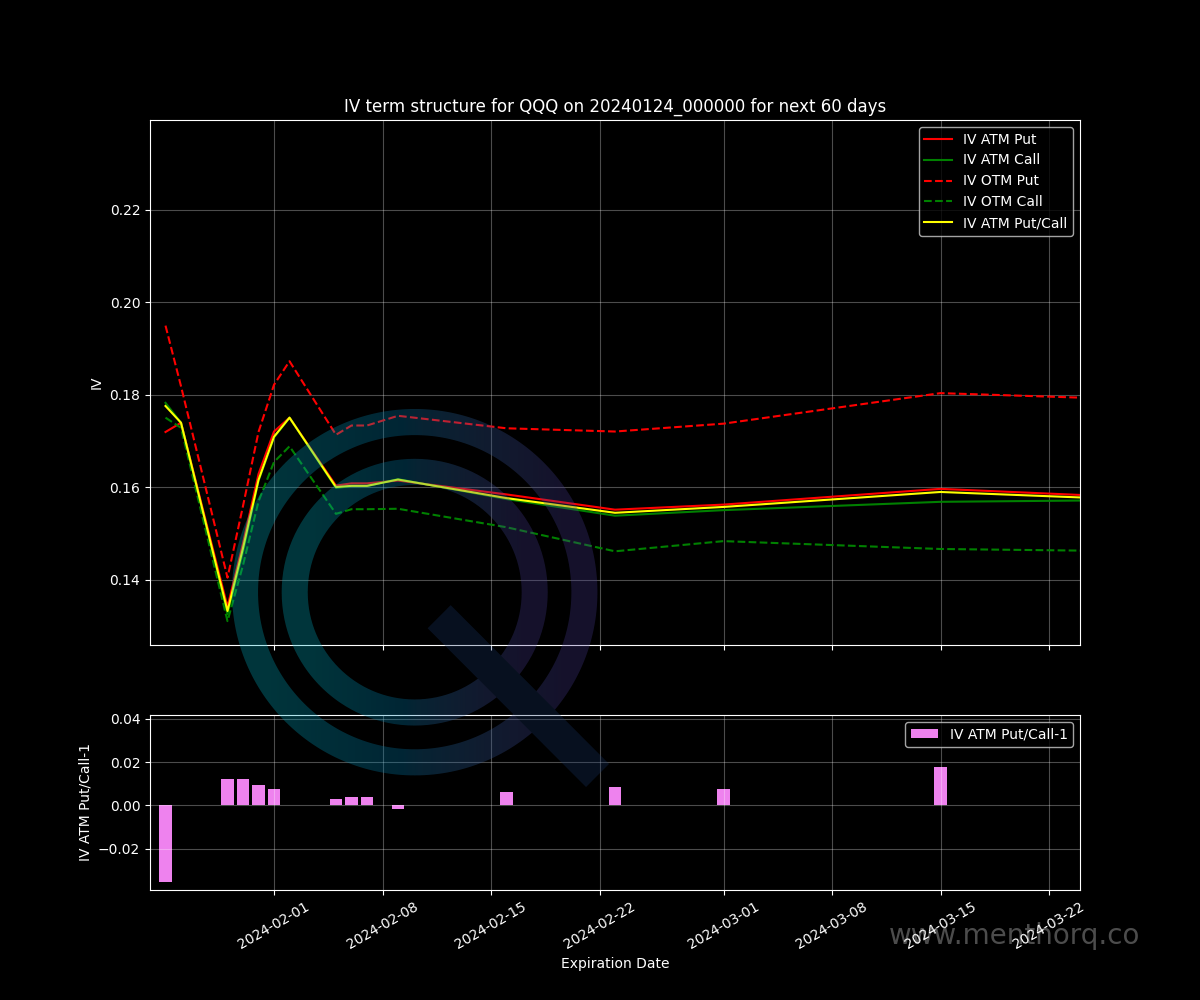 IV term structure for QQQ on 20240124_000000 for next 60 days
IV ATM Put
IV ATM Call
IV OTM Put
IV OTM Call
IV ATM Put/Call
0.22
0.20
0.18
0.16
0.14
IV
IV ATM Put/Call-1
0.04
0.02
0.00
−0.02
IV ATM Put/Call-1
2024-02-01
2024-02-08
2024-02-15
2024-02-22
2024-03-01
2024-03-08
2024-03-15
2024-03-22
Expiration Date
www.menthorq.co